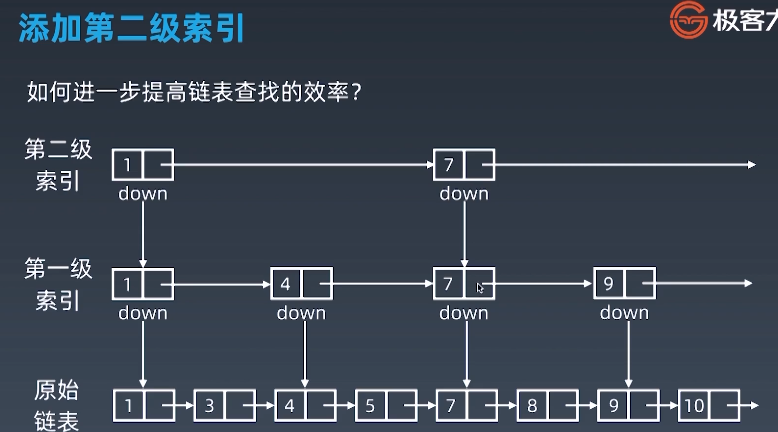 添加第二级索引
极客大
如何进一步提高链表查找的效率?
第二级
索引
1
7
down
down
第一级
索引
1
4
7
9
down
down
down
down
原始
链表
1
3
4
5
7
8
9
10